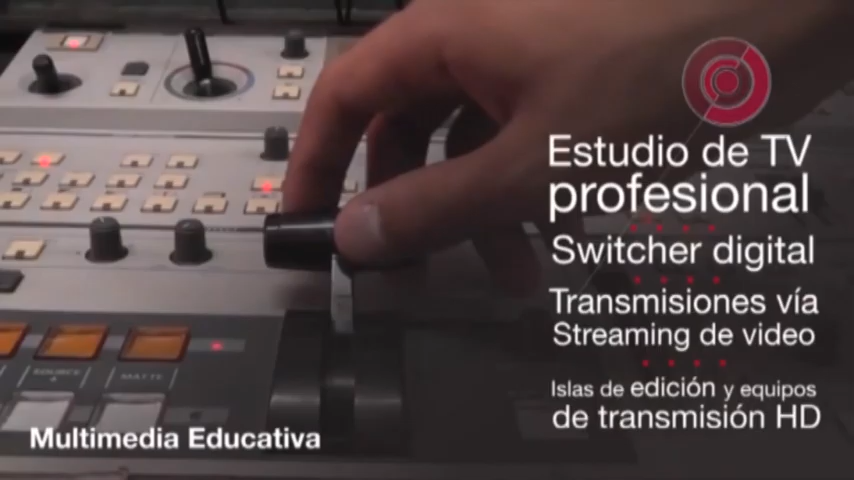 Estudio de TV
profesional
Switcher digital
Transmisiones vía
Streaming de video
Islas de edición y equipos
de transmisión HD
SOURCE
MATTE
Multimedia Educativa